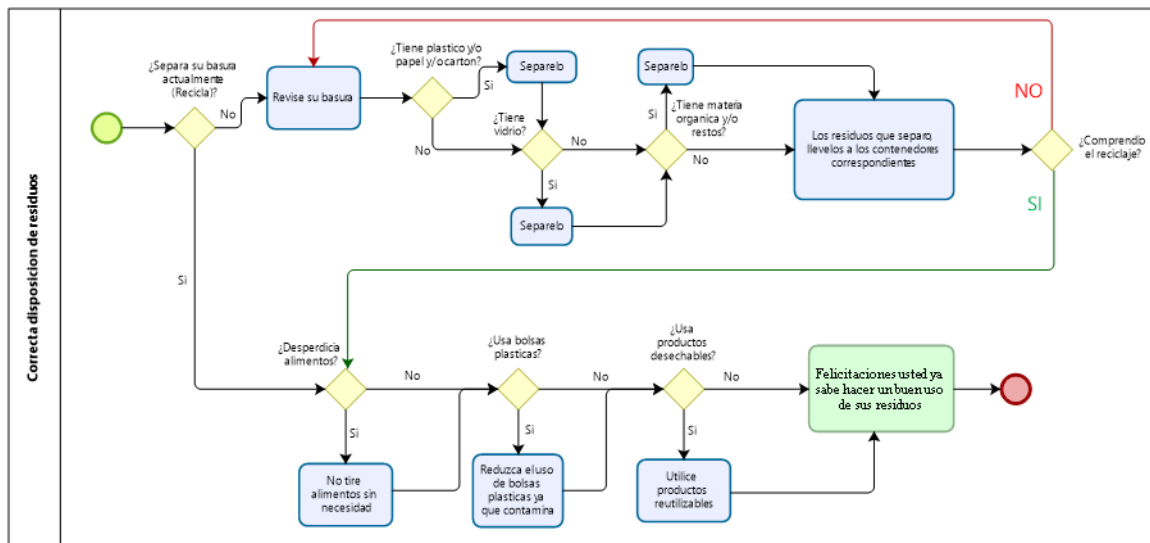 Correcta disposicion de residuos
¿Separa su basura
actualmente
(Recicla)?
No
Si
Revise su basura
¿Tiene plastico y/o
papel y/o carton?
Si
No
Separelo
¿Tiene
vidrio?
No
Si
Separelo
Separelo
Si
¿Tiene materia
organica y/o
restos?
No
Los residuos que separo,
llevelos a los contenedores
correspondientes
NO
¿Comprendio
el reciclaje?
SI
¿Desperdicia
alimentos?
No
Si
No tire
alimentos sin
necesidad
¿Usa bolsas
plasticas?
No
Si
Reduzca el uso
de bolsas
plasticas ya
que contamina
¿Usa
productos
desechables?
No
Si
Utilice
productos
reutilizables
Felicitaciones usted ya
sabe hacer un buen uso
de sus residuos